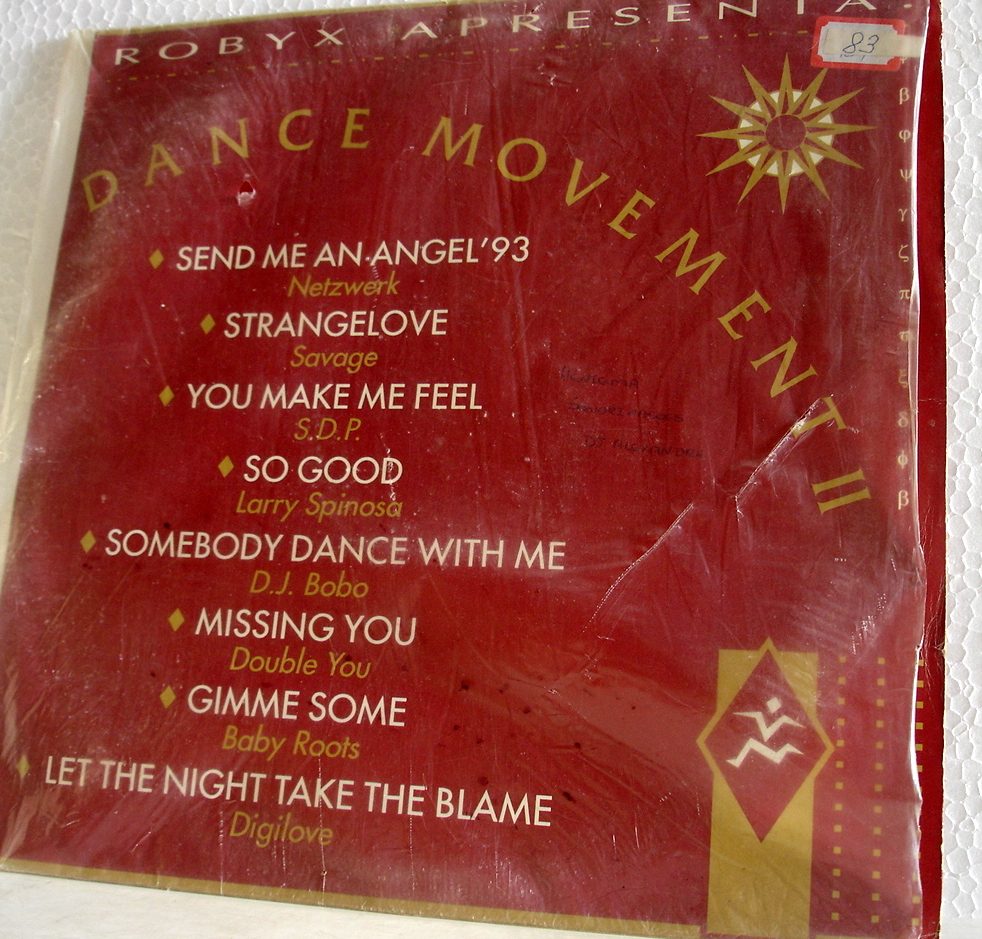 ROBYX APRESENTA
83
DANCE MOVEMENT II
SEND ME AN ANGEL'93
Netzwerk
STRANGELOVE
Savage
YOU MAKE ME FEEL
S.D.P.
SO GOOD
Larry Spinosa
SOMEBODY DANCE WITH ME
D.J. Bobo
MISSING YOU
Double You
GIMME SOME
Baby Roots
LET THE NIGHT TAKE THE BLAME
Digilove
β
φ
ψ
γ
ζ
π
ξ
δ
φ
β